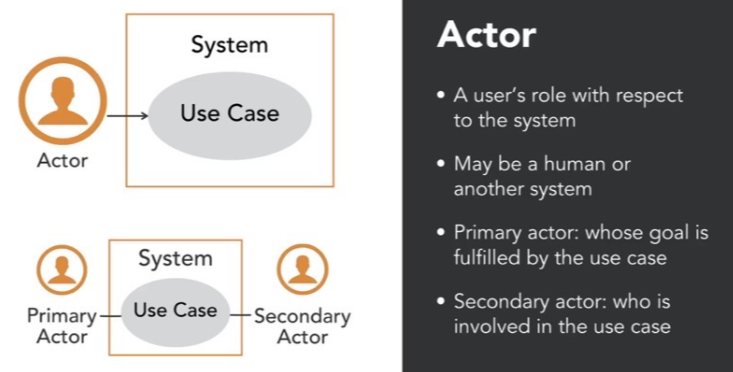 System
Use Case
Actor
System
Use Case
Primary
Actor
Secondary
Actor
Actor
• A user's role with respect
to the system
• May be a human or
another system
• Primary actor: whose goal is
fulfilled by the use case
• Secondary actor: who is
involved in the use case